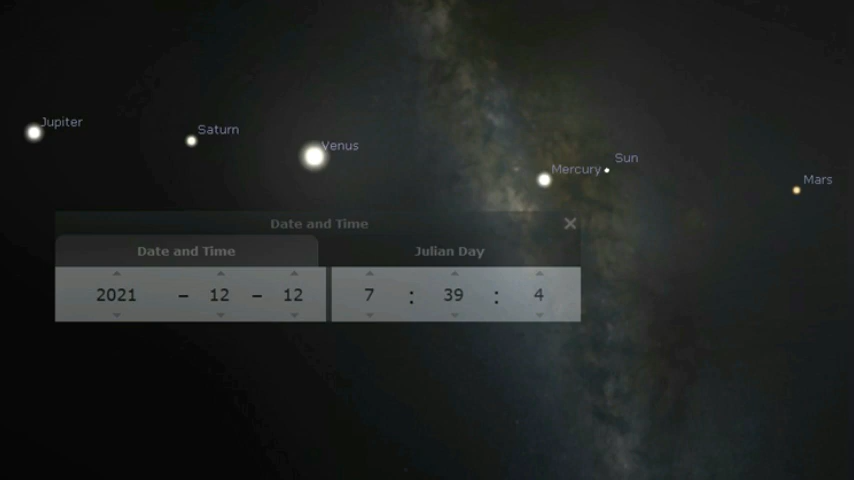 Jupiter
Saturn
Venus
Mercury
Sun
Mars
Date and Time
Date and Time
Julian Day
2021 - 12 - 12
7 : 39 : 4